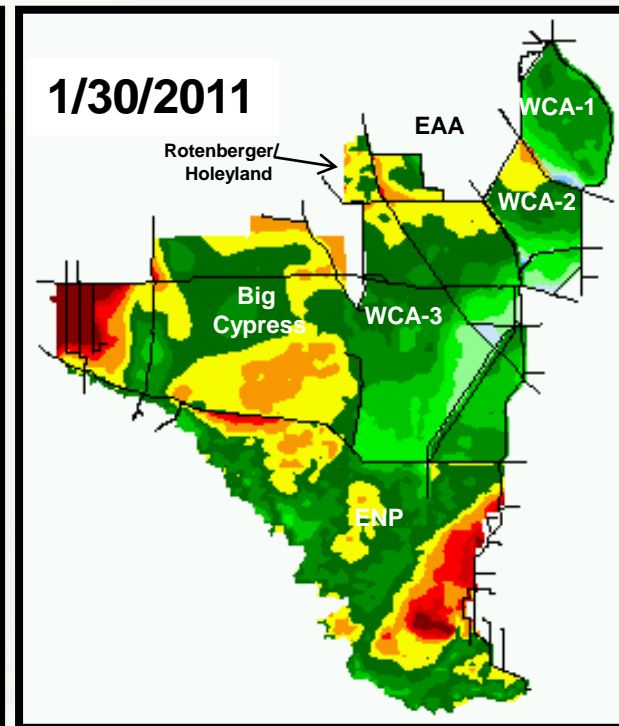 1/30/2011
WCA-1
EAA
Rotenberger/
Holeyland
WCA-2
Big
Cypress
WCA-3
ENP